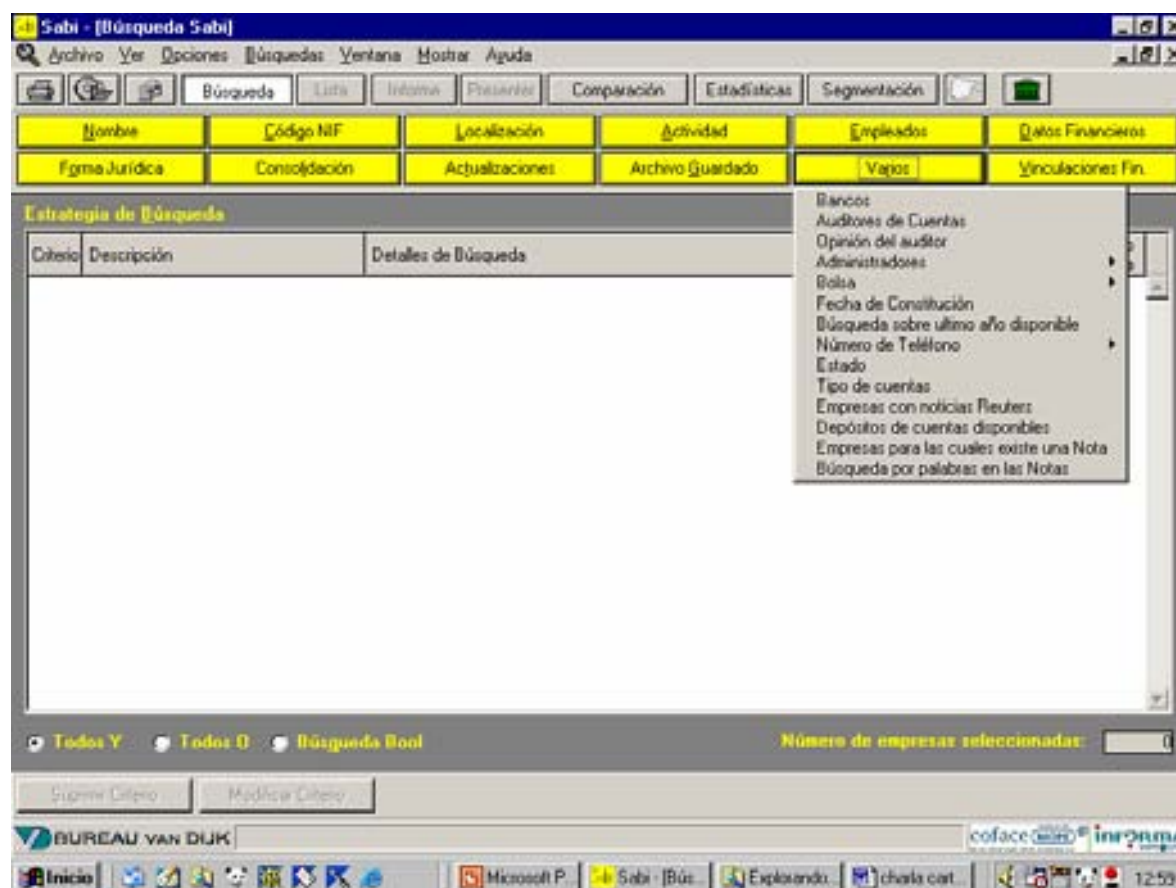 Sabi - [Búsqueda Sabi]
Archivo Ver Opciones Búsquedas Ventana Mostrar Ayuda
Búsqueda Lista Informe Presenter Comparación Estadísticas Segmentación
Nombre Código NIF Localización Actividad Empleados Datos Financieros
Forma Jurídica Consolidación Actualizaciones Archivo Guardado Varios Vinculaciones Fin.
Estrategia de Búsqueda
Criterio Descripción Detalles de Búsqueda
Bancos
Auditores de Cuentas
Opinión del auditor
Administradores
Bolsa
Fecha de Constitución
Búsqueda sobre ultimo año disponible
Número de Teléfono
Estado
Tipo de cuentas
Empresas con noticias Reuters
Depósitos de cuentas disponibles
Empresas para las cuales existe una Nota
Búsqueda por palabras en las Notas
Todos Y Todos O Búsqueda Bool Número de empresas seleccionadas: 0
Suprimir Criterio Modificar Criterio
BUREAU VAN DIJK coface informa
Inicio Microsoft P... Sabi - [Bús... Explorando... charla cart...